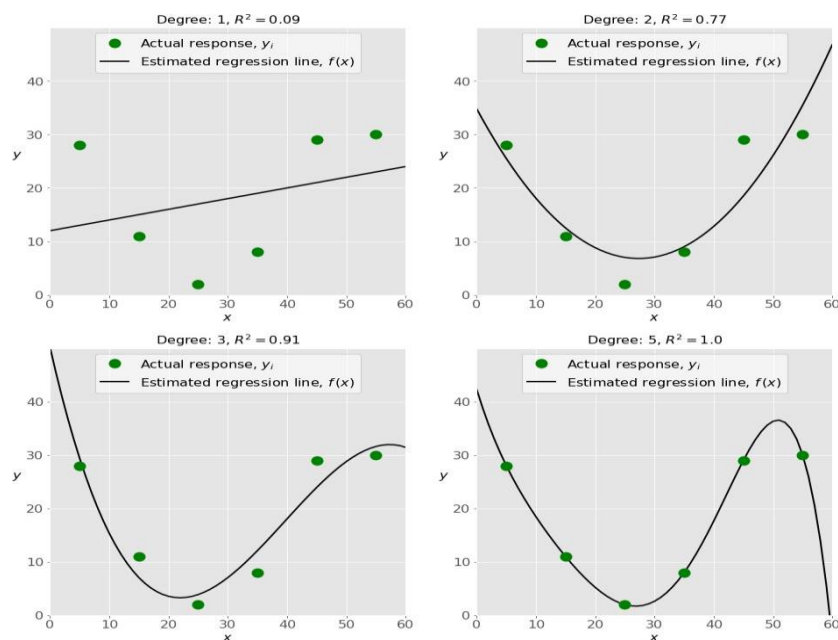 Degree: 1, R² = 0.09
Actual response, yᵢ
Estimated regression line, f(x)
40
30
y
20
10
0
0 10 20 30 40 50 60
x
Degree: 2, R² = 0.77
Actual response, yᵢ
Estimated regression line, f(x)
40
30
y
20
10
0
0 10 20 30 40 50 60
x
Degree: 3, R² = 0.91
Actual response, yᵢ
Estimated regression line, f(x)
40
30
y
20
10
0
0 10 20 30 40 50 60
x
Degree: 5, R² = 1.0
Actual response, yᵢ
Estimated regression line, f(x)
40
30
y
20
10
0
0 10 20 30 40 50 60
x